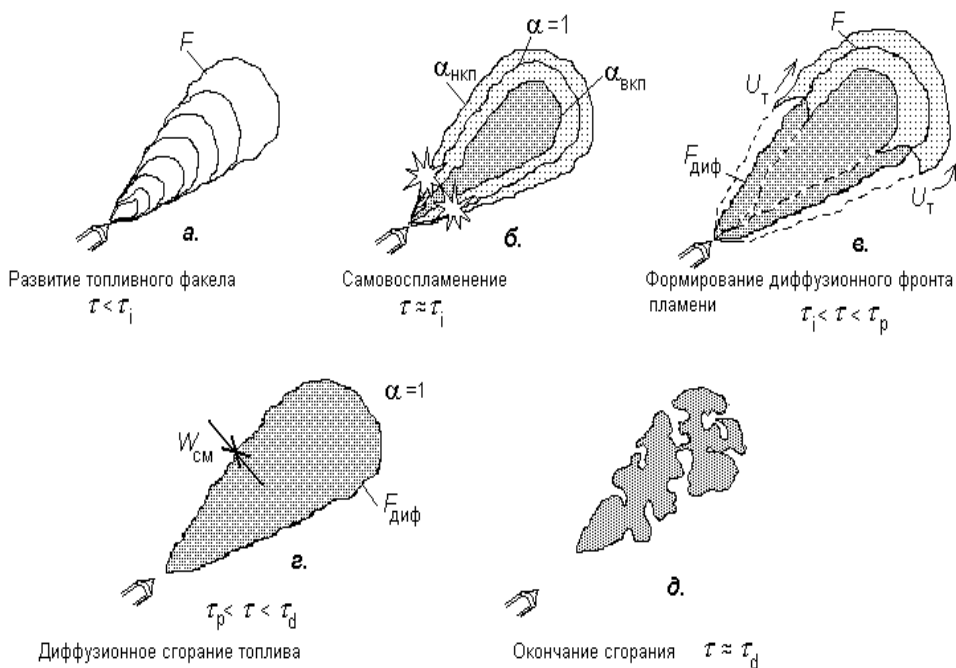 F
а.
Развитие топливного факела
τ < τi
α =1
αнкп
αвкп
б.
Самовоспламенение
τ ≈ τi
F
Uт
Fдиф
Uт
в.
Формирование диффузионного фронта
пламени
τi < τ < τp
α =1
Wсм
Fдиф
г.
τp < τ < τd
Диффузионное сгорание топлива
д.
Окончание сгорания τ ≈ τd